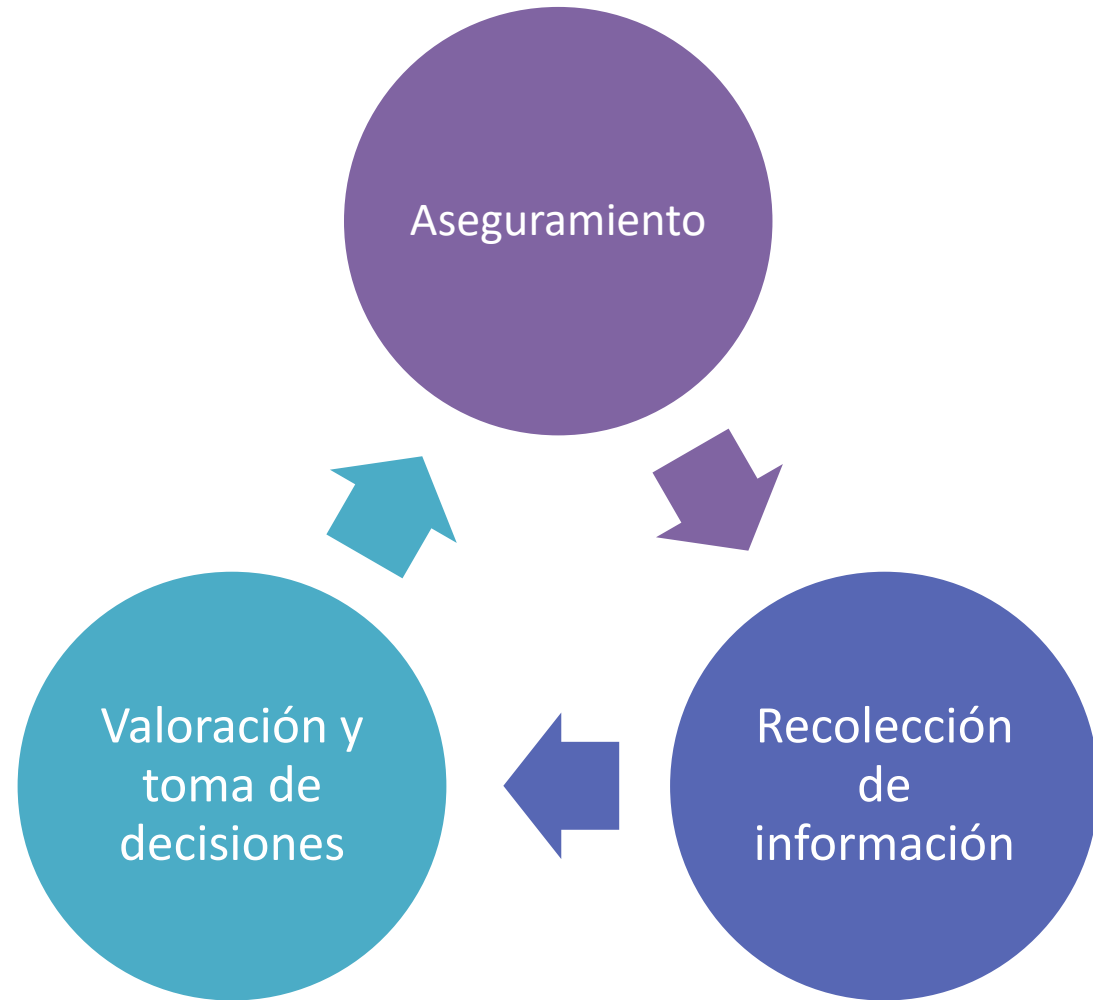 Aseguramiento
Valoración y
toma de
decisiones
Recolección
de
información